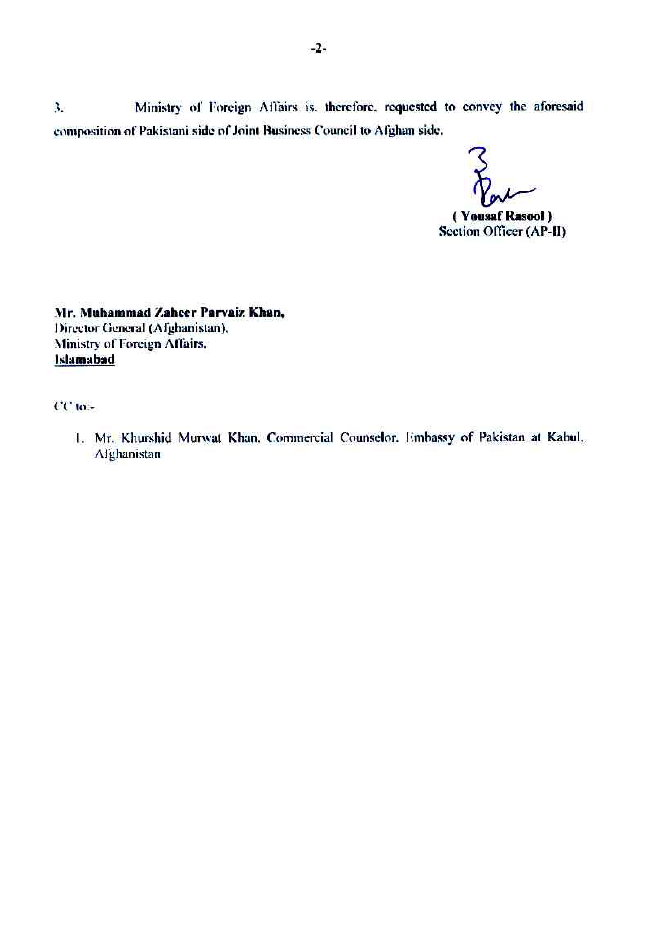 -2-
3. Ministry of Foreign Affairs is, therefore, requested to convey the aforesaid
composition of Pakistani side of Joint Business Council to Afghan side.
( Yousaf Rasool )
Section Officer (AP-II)
Mr. Muhammad Zaheer Parvaiz Khan,
Director General (Afghanistan),
Ministry of Foreign Affairs,
Islamabad
CC to:-
1. Mr. Khurshid Murwat Khan, Commercial Counselor, Embassy of Pakistan at Kabul,
Afghanistan